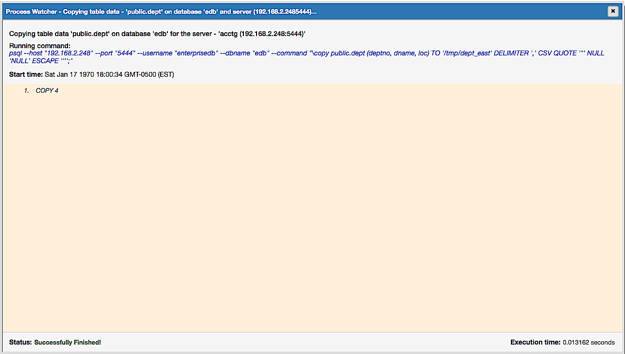 Process Watcher - Copying table data - 'public.dept' on database 'edb' and server (192.168.2.2485444)...
Copying table data 'public.dept' on database 'edb' for the server - 'acctg (192.168.2.248:5444)'
Running command:
psql --host "192.168.2.248" --port "5444" --username "enterprisedb" --dbname "edb" --command "\copy public.dept (deptno, dname, loc) TO '/tmp/dept_east' DELIMITER ',' CSV QUOTE '"' NULL
'NULL' ESCAPE '''';"
Start time: Sat Jan 17 1970 18:00:34 GMT-0500 (EST)
1. COPY 4
Status: Successfully Finished!
Execution time: 0.013162 seconds